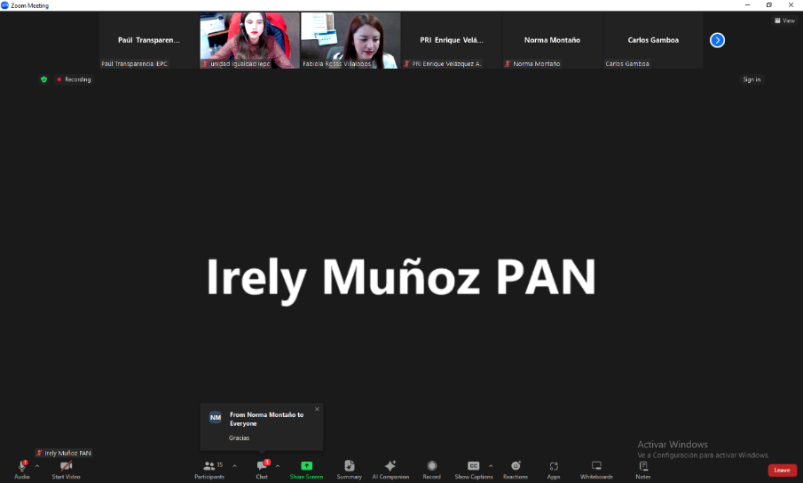 Zoom Meeting
View
Paúl Transparen...
PRI Enrique Velá...
Norma Montaño
Carlos Gamboa
Paúl Transparencia IEPC
unidad igualdad iepc
Fabiola Rosas Villalobos
PRI Enrique Velázquez A.
Norma Montaño
Carlos Gamboa
Recording
Sign in
Irely Muñoz PAN
NM
From Norma Montaño to
Everyone
Gracias
Irely Muñoz PAN
Activar Windows
Ve a Configuración para activar Windows.
Audio
Start Video
Participants
15
Chat
Share Screen
Summary
AI Companion
Record
Show Captions
Reactions
Apps
Whiteboards
Notes
Leave